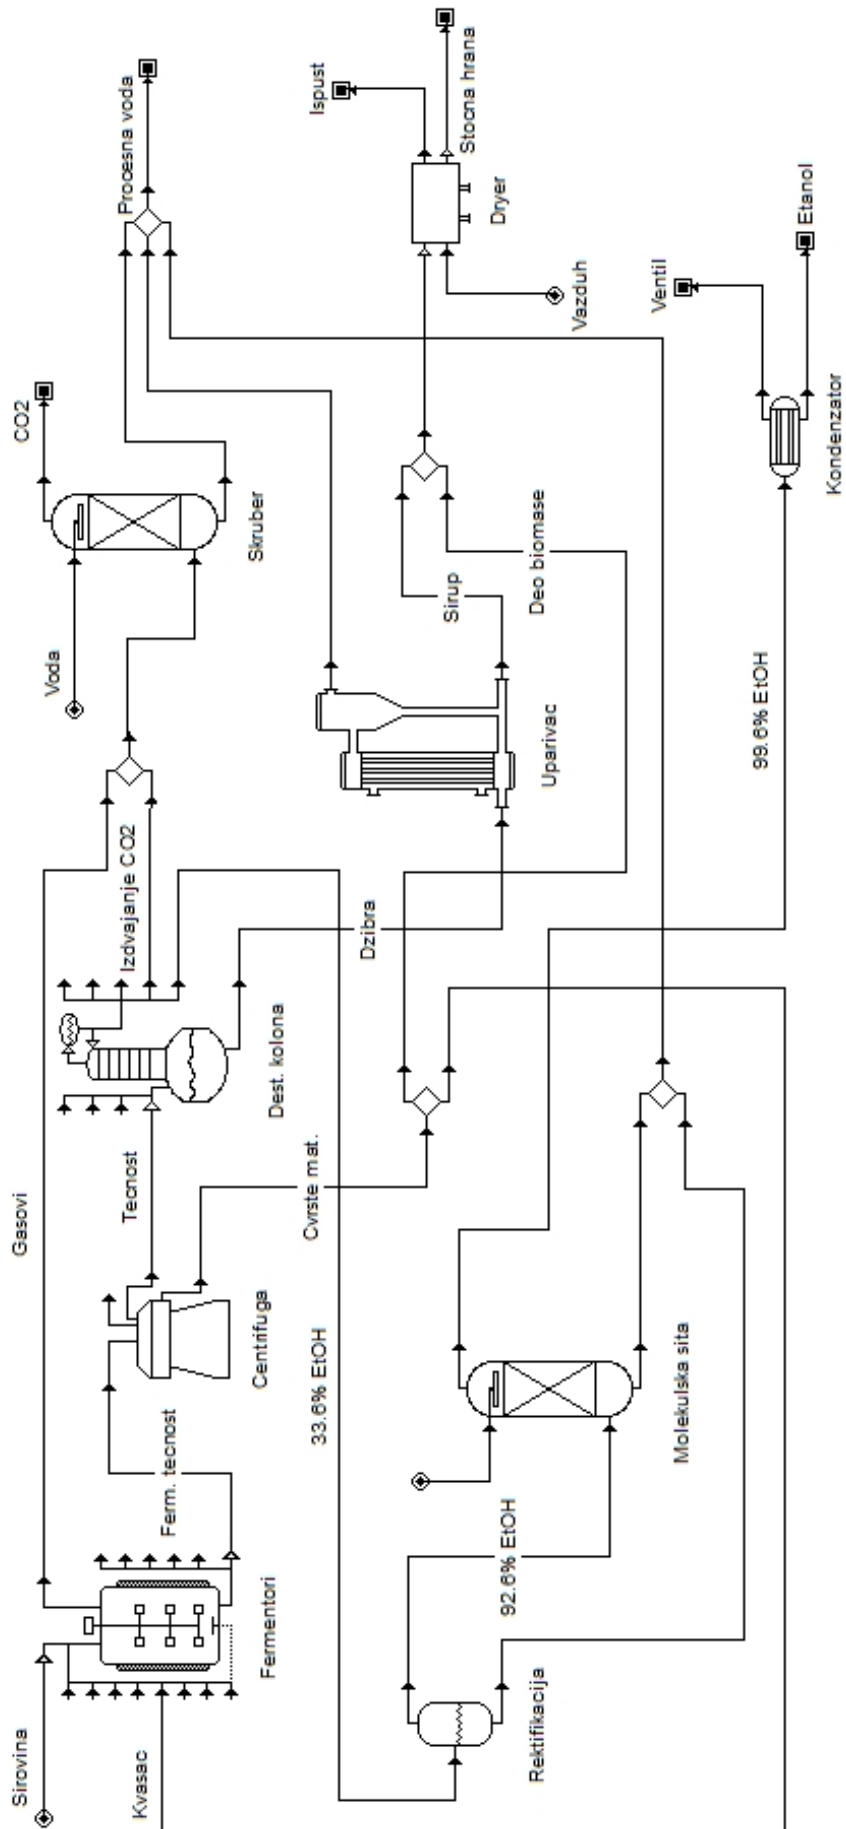 Sirovina
Kvasac
Fermentori
Gasovi
Ferm. tecnost
Centrifuga
Tecnost
Cvrste mat.
Dest. kolona
Izdvajanje CO2
Dzibra
Voda
Skruber
CO2
Procesna voda
Uparivac
Sirup
Deo biomase
Ispust
Stocna hrana
Dryer
Vazduh
33.6% EtOH
Rektifikacija
92.6% EtOH
Molekulska sita
99.6% EtOH
Ventil
Etanol
Kondenzator